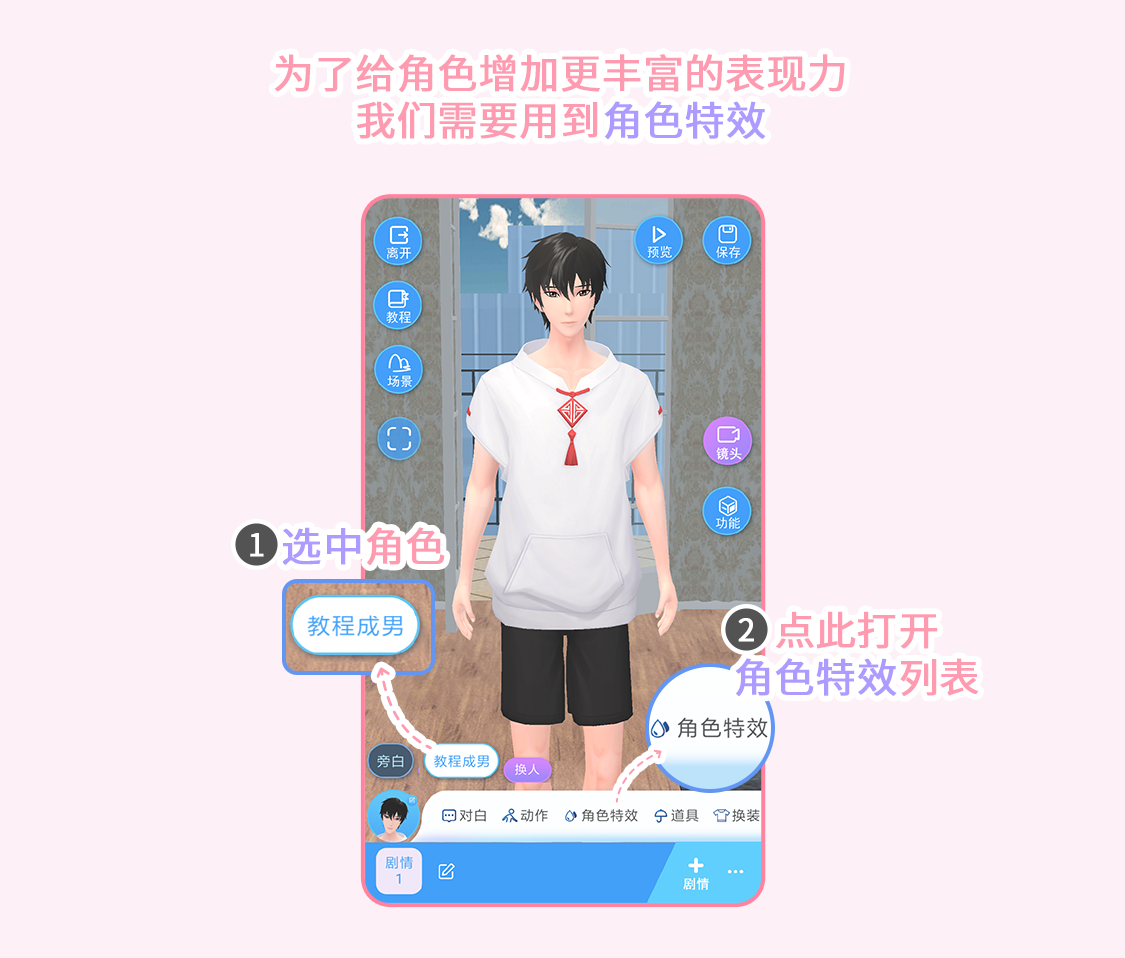 为了给角色增加更丰富的表现力
我们需要用到角色特效
离开
预览
保存
教程
场景
镜头
功能
1 选中角色
教程成男
2 点此打开
角色特效列表
角色特效
旁白
教程成男
换人
对白
动作
角色特效
道具
换装
剧情
1
剧情